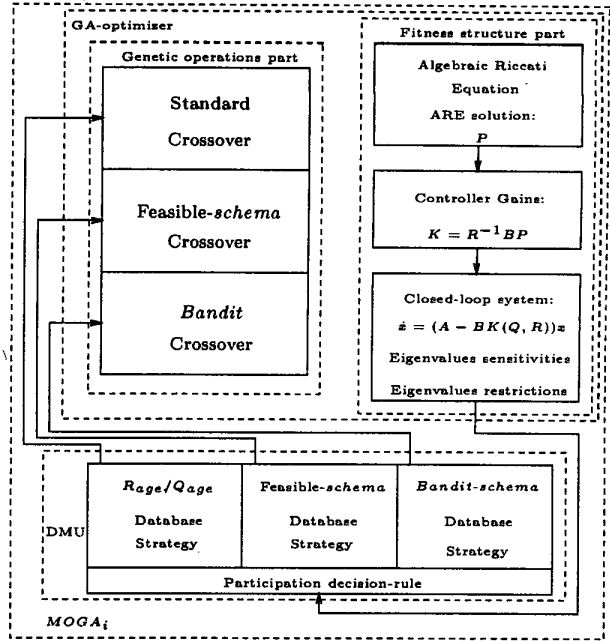 GA-optimizer
Genetic operations part
Standard
Crossover
Feasible-schema
Crossover
Bandit
Crossover
Fitness structure part
Algebraic Riccati
Equation
ARE solution:
P
Controller Gains:
K = R⁻¹BP
Closed-loop system:
ẋ = (A − BK(Q, R))x
Eigenvalues sensitivities
Eigenvalues restrictions
DMU
R_age/Q_age
Database
Strategy
Feasible-schema
Database
Strategy
Bandit-schema
Database
Strategy
Participation decision-rule
MOGA_i